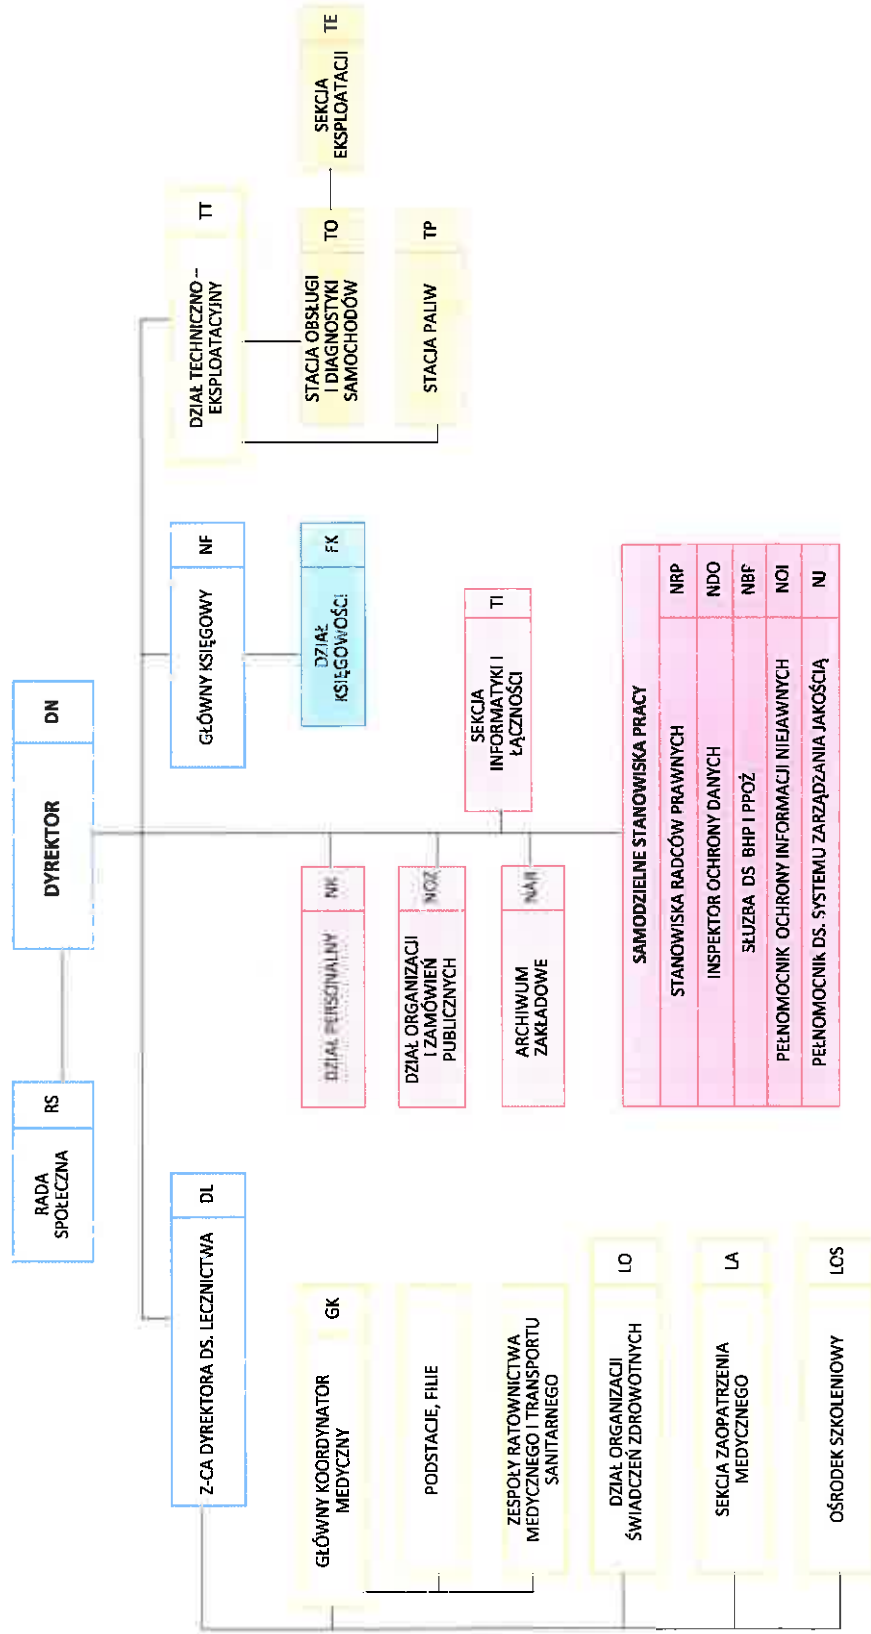 RADA
SPOŁECZNA
RS
DYREKTOR
DN
Z-CA DYREKTORA DS. LECZNICTWA
DL
GŁÓWNY KSIĘGOWY
NF
DZIAŁ TECHNICZNO –
EKSPLOATACYJNY
TT
GŁÓWNY KOORDYNATOR
MEDYCZNY
GK
PODSTACJE, FILIE
ZESPOŁY RATOWNICTWA
MEDYCZNEGO I TRANSPORTU
SANITARNEGO
DZIAŁ ORGANIZACJI
ŚWIADCZEŃ ZDROWOTNYCH
LO
SEKCJA ZAOPATRZENIA
MEDYCZNEGO
LA
OŚRODEK SZKOLENIOWY
LOS
DZIAŁ PERSONALNY
NK
DZIAŁ ORGANIZACJI
I ZAMÓWIEŃ
PUBLICZNYCH
NOZ
ARCHIWUM
ZAKŁADOWE
NAR
SEKCJA
INFORMATYKI I
ŁĄCZNOŚCI
TI
DZIAŁ
KSIĘGOWOŚCI
FK
STACJA OBSŁUGI
I DIAGNOSTYKI
SAMOCHODÓW
TO
SEKCJA
EKSPLOATACJI
TE
STACJA PALIW
TP
SAMODZIELNE STANOWISKA PRACY
STANOWISKA RADCÓW PRAWNYCH NRP
INSPEKTOR OCHRONY DANYCH NDO
SŁUŻBA DS BHP I PPOŻ NBF
PEŁNOMOCNIK OCHRONY INFORMACJI NIEJAWNYCH NOI
PEŁNOMOCNIK DS. SYSTEMU ZARZĄDZANIA JAKOŚCIĄ NJ